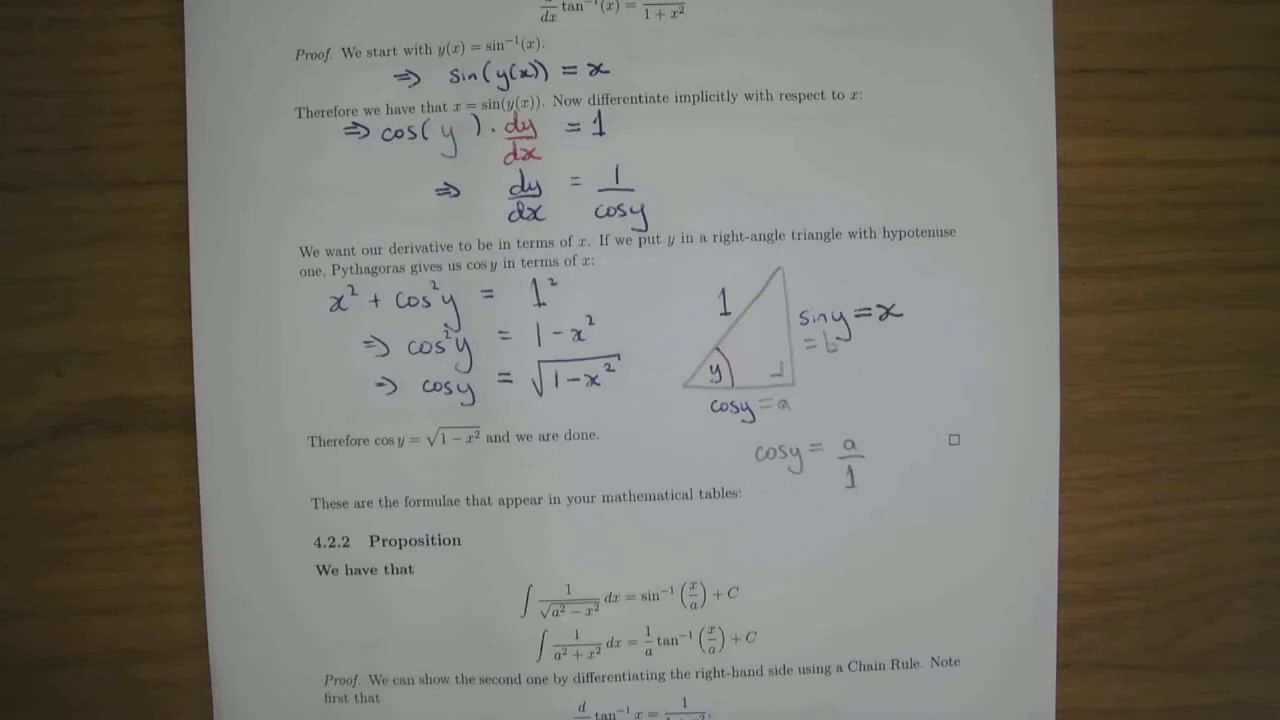 d/dx tan⁻¹(x) = 1/(1 + x²)
Proof. We start with y(x) = sin⁻¹(x):
⇒ sin(y(x)) = x
Therefore we have that x = sin(y(x)). Now differentiate implicitly with respect to x:
⇒ cos(y) · dy/dx = 1
⇒ dy/dx = 1/cosy
We want our derivative to be in terms of x. If we put y in a right-angle triangle with hypotenuse
one, Pythagoras gives us cos y in terms of x:
x² + cos²y = 1²
⇒ cos²y = 1 - x²
⇒ cosy = √(1 - x²)
1
siny = x
= b
y
cosy = a
Therefore cos y = √(1 − x²) and we are done.
cosy = a/1
□
These are the formulae that appear in your mathematical tables:
4.2.2 Proposition
We have that
∫ 1/√(a² − x²) dx = sin⁻¹(x/a) + C
∫ 1/(a² + x²) dx = 1/a tan⁻¹(x/a) + C
Proof. We can show the second one by differentiating the right-hand side using a Chain Rule. Note
first that
d tan⁻¹ x = 1